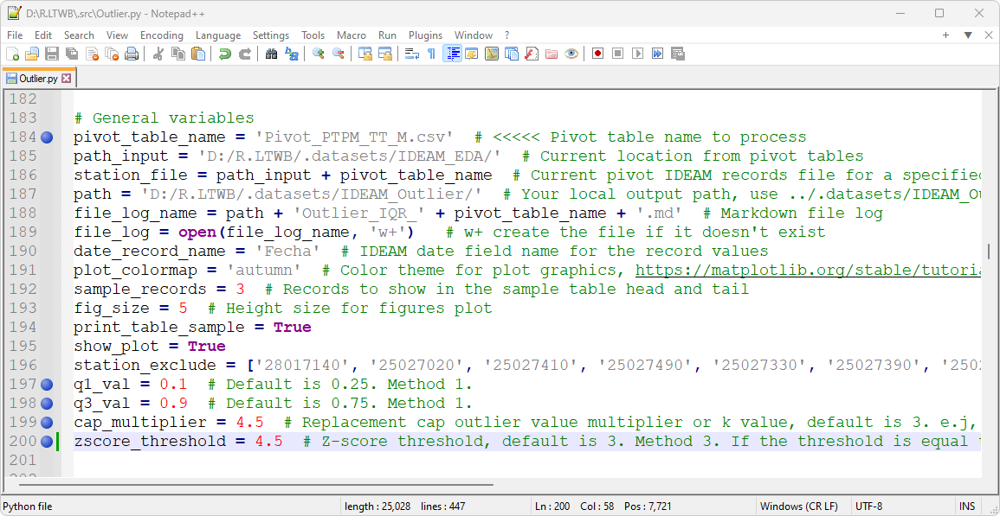 D:\R.LTWB\.src\Outlier.py - Notepad++
File Edit Search View Encoding Language Settings Tools Macro Run Plugins Window ?
Outlier.py
182
183 # General variables
184 pivot_table_name = 'Pivot_PTPM_TT_M.csv'  # <<<<< Pivot table name to process
185 path_input = 'D:/R.LTWB/.datasets/IDEAM_EDA/'  # Current location from pivot tables
186 station_file = path_input + pivot_table_name  # Current pivot IDEAM records file for a specified
187 path = 'D:/R.LTWB/.datasets/IDEAM_Outlier/'  # Your local output path, use ../.datasets/IDEAM_Ou
188 file_log_name = path + 'Outlier_IQR_' + pivot_table_name + '.md'  # Markdown file log
189 file_log = open(file_log_name, 'w+')   # w+ create the file if it doesn't exist
190 date_record_name = 'Fecha'  # IDEAM date field name for the record values
191 plot_colormap = 'autumn'  # Color theme for plot graphics, https://matplotlib.org/stable/tutoria
192 sample_records = 3  # Records to show in the sample table head and tail
193 fig_size = 5  # Height size for figures plot
194 print_table_sample = True
195 show_plot = True
196 station_exclude = ['28017140', '25027020', '25027410', '25027490', '25027330', '25027390', '2502
197 q1_val = 0.1  # Default is 0.25. Method 1.
198 q3_val = 0.9  # Default is 0.75. Method 1.
199 cap_multiplier = 4.5  # Replacement cap outlier value multiplier or k value, default is 3. e.j,
200 zscore_threshold = 4.5  # Z-score threshold, default is 3. Method 3. If the threshold is equal
201
Python file length : 25,028 lines : 447 Ln : 200 Col : 58 Pos : 7,721 Windows (CR LF) UTF-8 INS